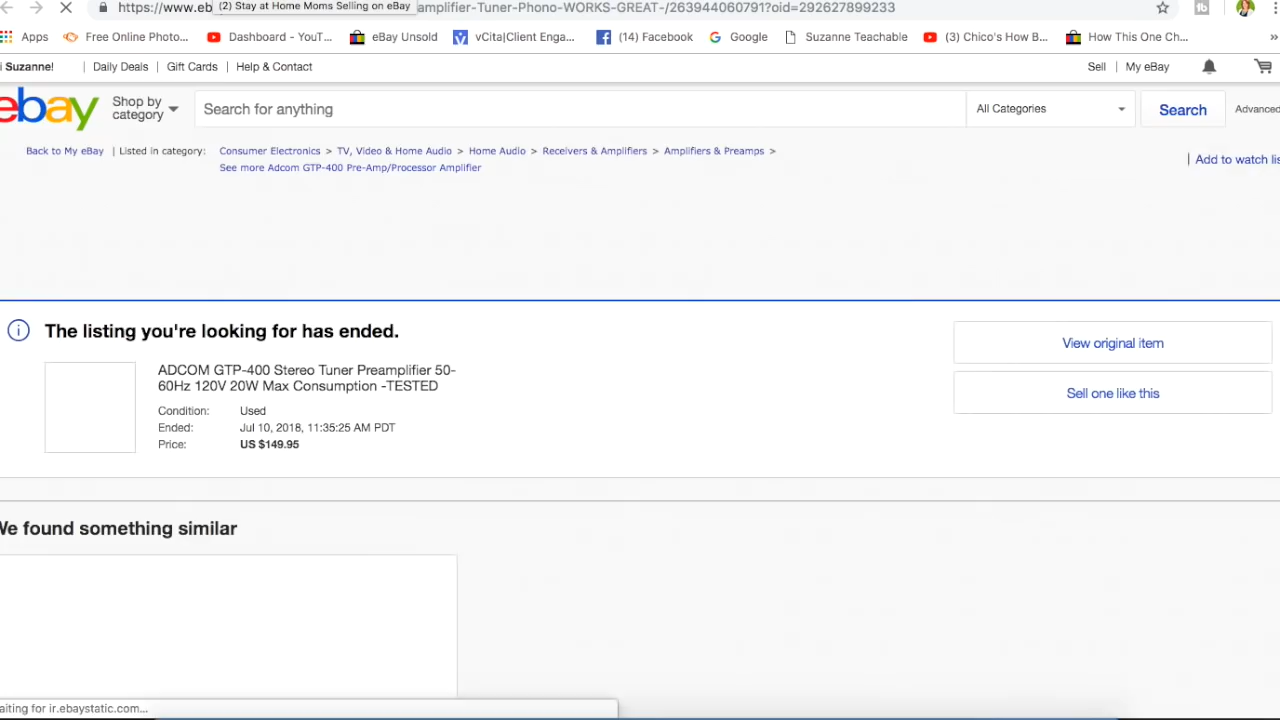 https://www.eb
(2) Stay at Home Moms Selling on eBay
amplifier-Tuner-Phono-WORKS-GREAT-/263944060791?oid=292627899233
Apps Free Online Photo... Dashboard - YouT... eBay Unsold vCita|Client Enga... (14) Facebook Google Suzanne Teachable (3) Chico's How B... How This One Ch... »
i Suzanne! | Daily Deals | Gift Cards | Help & Contact Sell | My eBay
ebay Shop by category Search for anything All Categories Search Advanced
Back to My eBay | Listed in category: Consumer Electronics > TV, Video & Home Audio > Home Audio > Receivers & Amplifiers > Amplifiers & Preamps >
See more Adcom GTP-400 Pre-Amp/Processor Amplifier
| Add to watch lis
The listing you're looking for has ended.
View original item
ADCOM GTP-400 Stereo Tuner Preamplifier 50-
60Hz 120V 20W Max Consumption -TESTED
Sell one like this
Condition: Used
Ended: Jul 10, 2018, 11:35:25 AM PDT
Price: US $149.95
We found something similar
aiting for ir.ebaystatic.com...